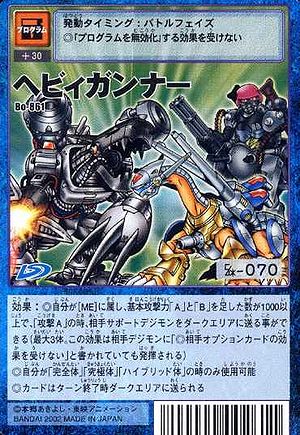 プログラム
+30
発動タイミング：バトルフェイズ
◎「プログラムを無効化」する効果を受けない
ヘビィガンナー
Bo-861
-070
効果：◎自分が[ME]に属し、基本攻撃力「A」と「B」を足した数が1000以
上で、「攻撃A」の時、相手サポートデジモンをダークエリアに送る事がで
きる(最大3体。この効果は相手デジモンに「◎相手オプションカードの効
果を受けない」と書かれていても発揮される)
◎自分が「完全体」「究極体」「ハイブリッド体」の時のみ使用可能
◎カードはターン終了時ダークエリアに送られる
©本郷あきよし・東映アニメーション
BANDAI 2002 MADE IN JAPAN